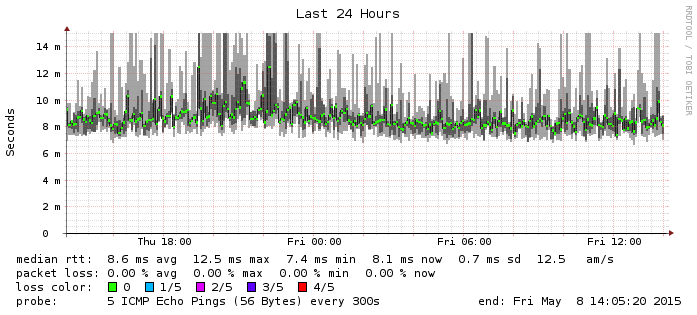 Last 24 Hours
RRDTOOL / TOBI OETIKER
Seconds
14 m
12 m
10 m
8 m
6 m
4 m
2 m
0
Thu 18:00 Fri 00:00 Fri 06:00 Fri 12:00
median rtt: 8.6 ms avg 12.5 ms max 7.4 ms min 8.1 ms now 0.7 ms sd 12.5 am/s
packet loss: 0.00 % avg 0.00 % max 0.00 % min 0.00 % now
loss color: 0 1/5 2/5 3/5 4/5
probe: 5 ICMP Echo Pings (56 Bytes) every 300s end: Fri May 8 14:05:20 2015